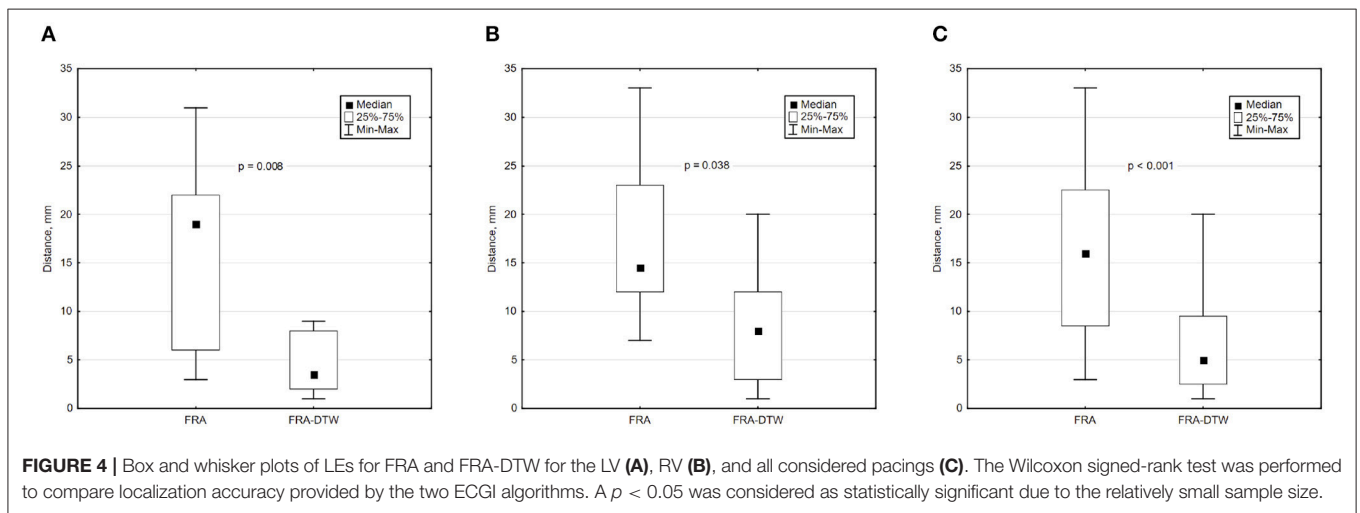 A
35
30
25
20
15
10
5
0
Distance, mm
Median
25%-75%
Min-Max
p = 0.008
FRA
FRA-DTW
B
35
30
25
20
15
10
5
0
Distance, mm
Median
25%-75%
Min-Max
p = 0.038
FRA
FRA-DTW
C
35
30
25
20
15
10
5
0
Distance, mm
Median
25%-75%
Min-Max
p < 0.001
FRA
FRA-DTW
FIGURE 4 | Box and whisker plots of LEs for FRA and FRA-DTW for the LV (A), RV (B), and all considered pacings (C). The Wilcoxon signed-rank test was performed
to compare localization accuracy provided by the two ECGI algorithms. A p < 0.05 was considered as statistically significant due to the relatively small sample size.